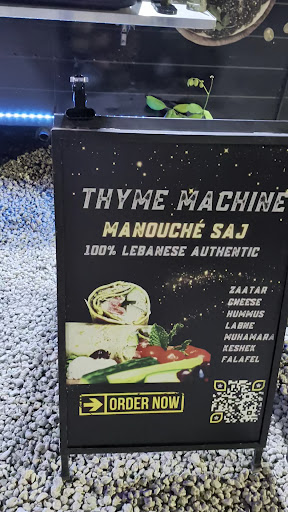 THYME MACHINE
MANOUCHÉ SAJ
100% LEBANESE AUTHENTIC
ZAATAR
CHEESE
HUMMUS
LABNE
MUHAMARA
KESHEK
FALAFEL
ORDER NOW